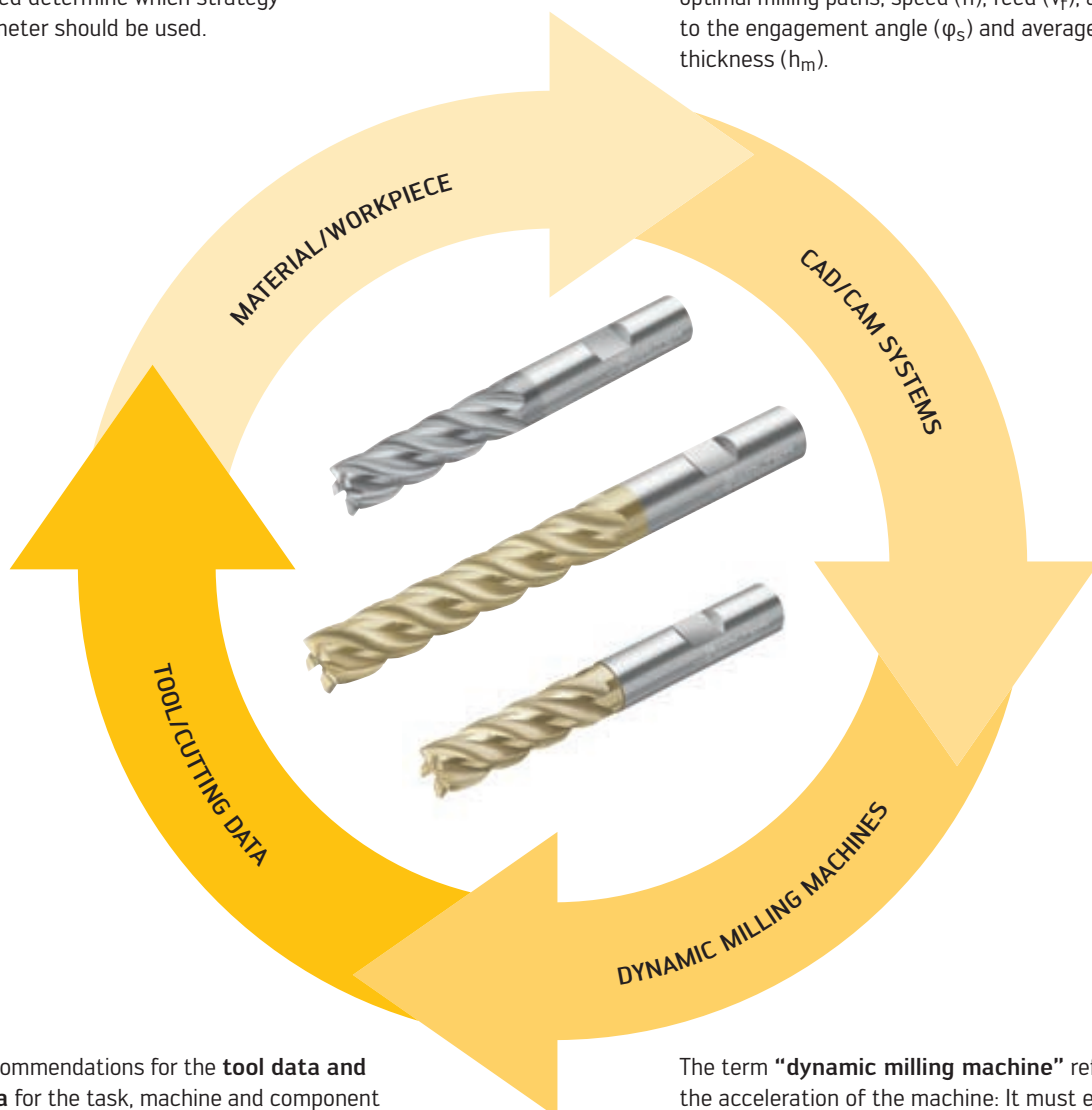 determine which strategy
meter should be used.
optimal milling paths, speed (n), feed (vf),
to the engagement angle (φs) and average
thickness (hm).
MATERIAL/WORKPIECE
CAD/CAM SYSTEMS
TOOL/CUTTING DATA
DYNAMIC MILLING MACHINES
ommendations for the tool data and
a for the task, machine and component
The term “dynamic milling machine” ref
the acceleration of the machine: It must e